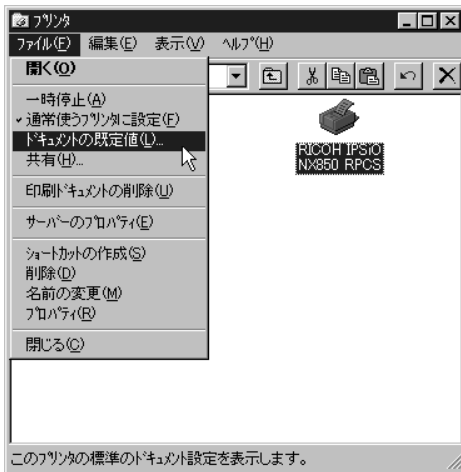 プリンタ
ファイル(F) 編集(E) 表示(V) ヘルプ(H)
開く(O)
一時停止(A)
通常使うプリンタに設定(F)
ドキュメントの既定値(L)...
共有(H)...
印刷ドキュメントの削除(U)
サーバーのプロパティ(E)
ショートカットの作成(S)
削除(D)
名前の変更(M)
プロパティ(R)
閉じる(C)
RICOH IPSiO
NX850 RPCS
このプリンタの標準のドキュメント設定を表示します。